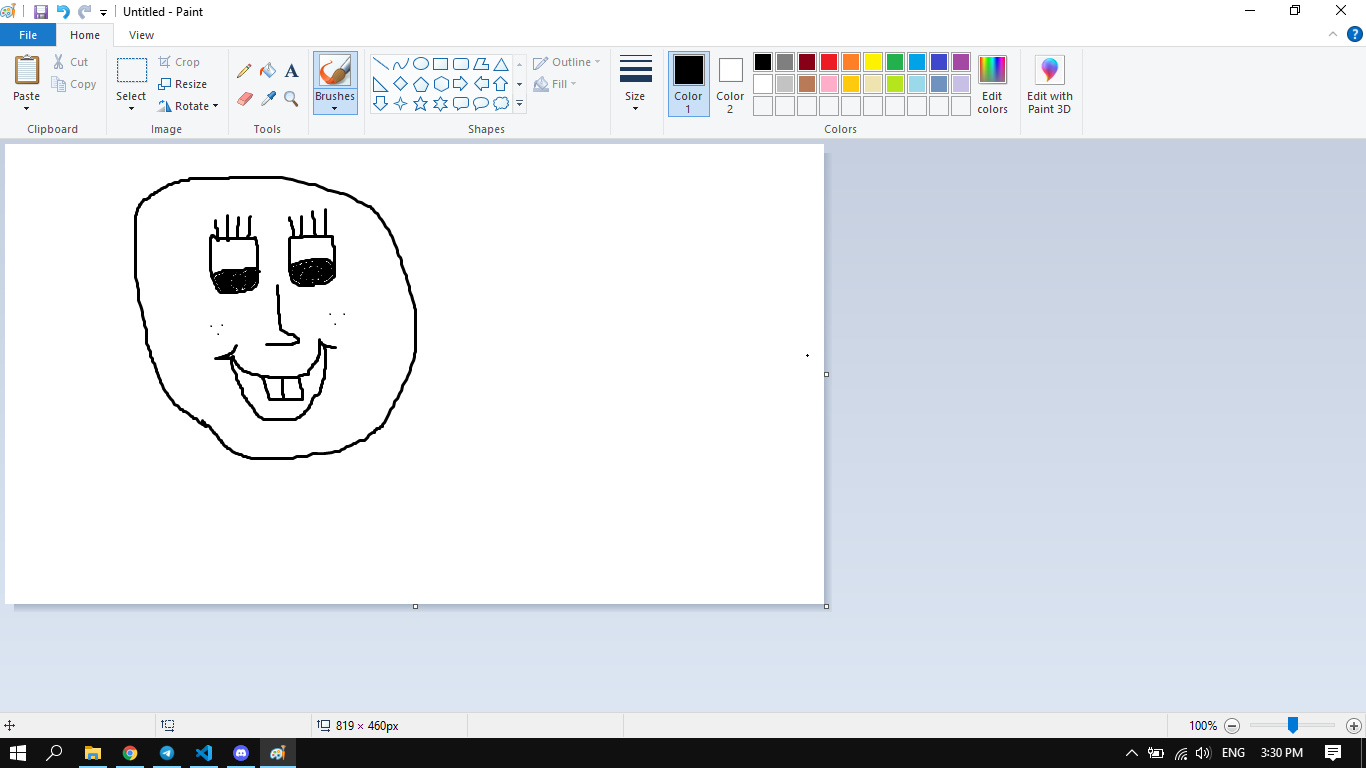 Untitled - Paint
File Home View
Paste Cut Copy Clipboard
Select Crop Resize Rotate Image
A Tools
Brushes
Outline Fill Shapes
Size
Color 1 Color 2 Edit colors Colors
Edit with Paint 3D
819 × 460px 100%
ENG 3:30 PM